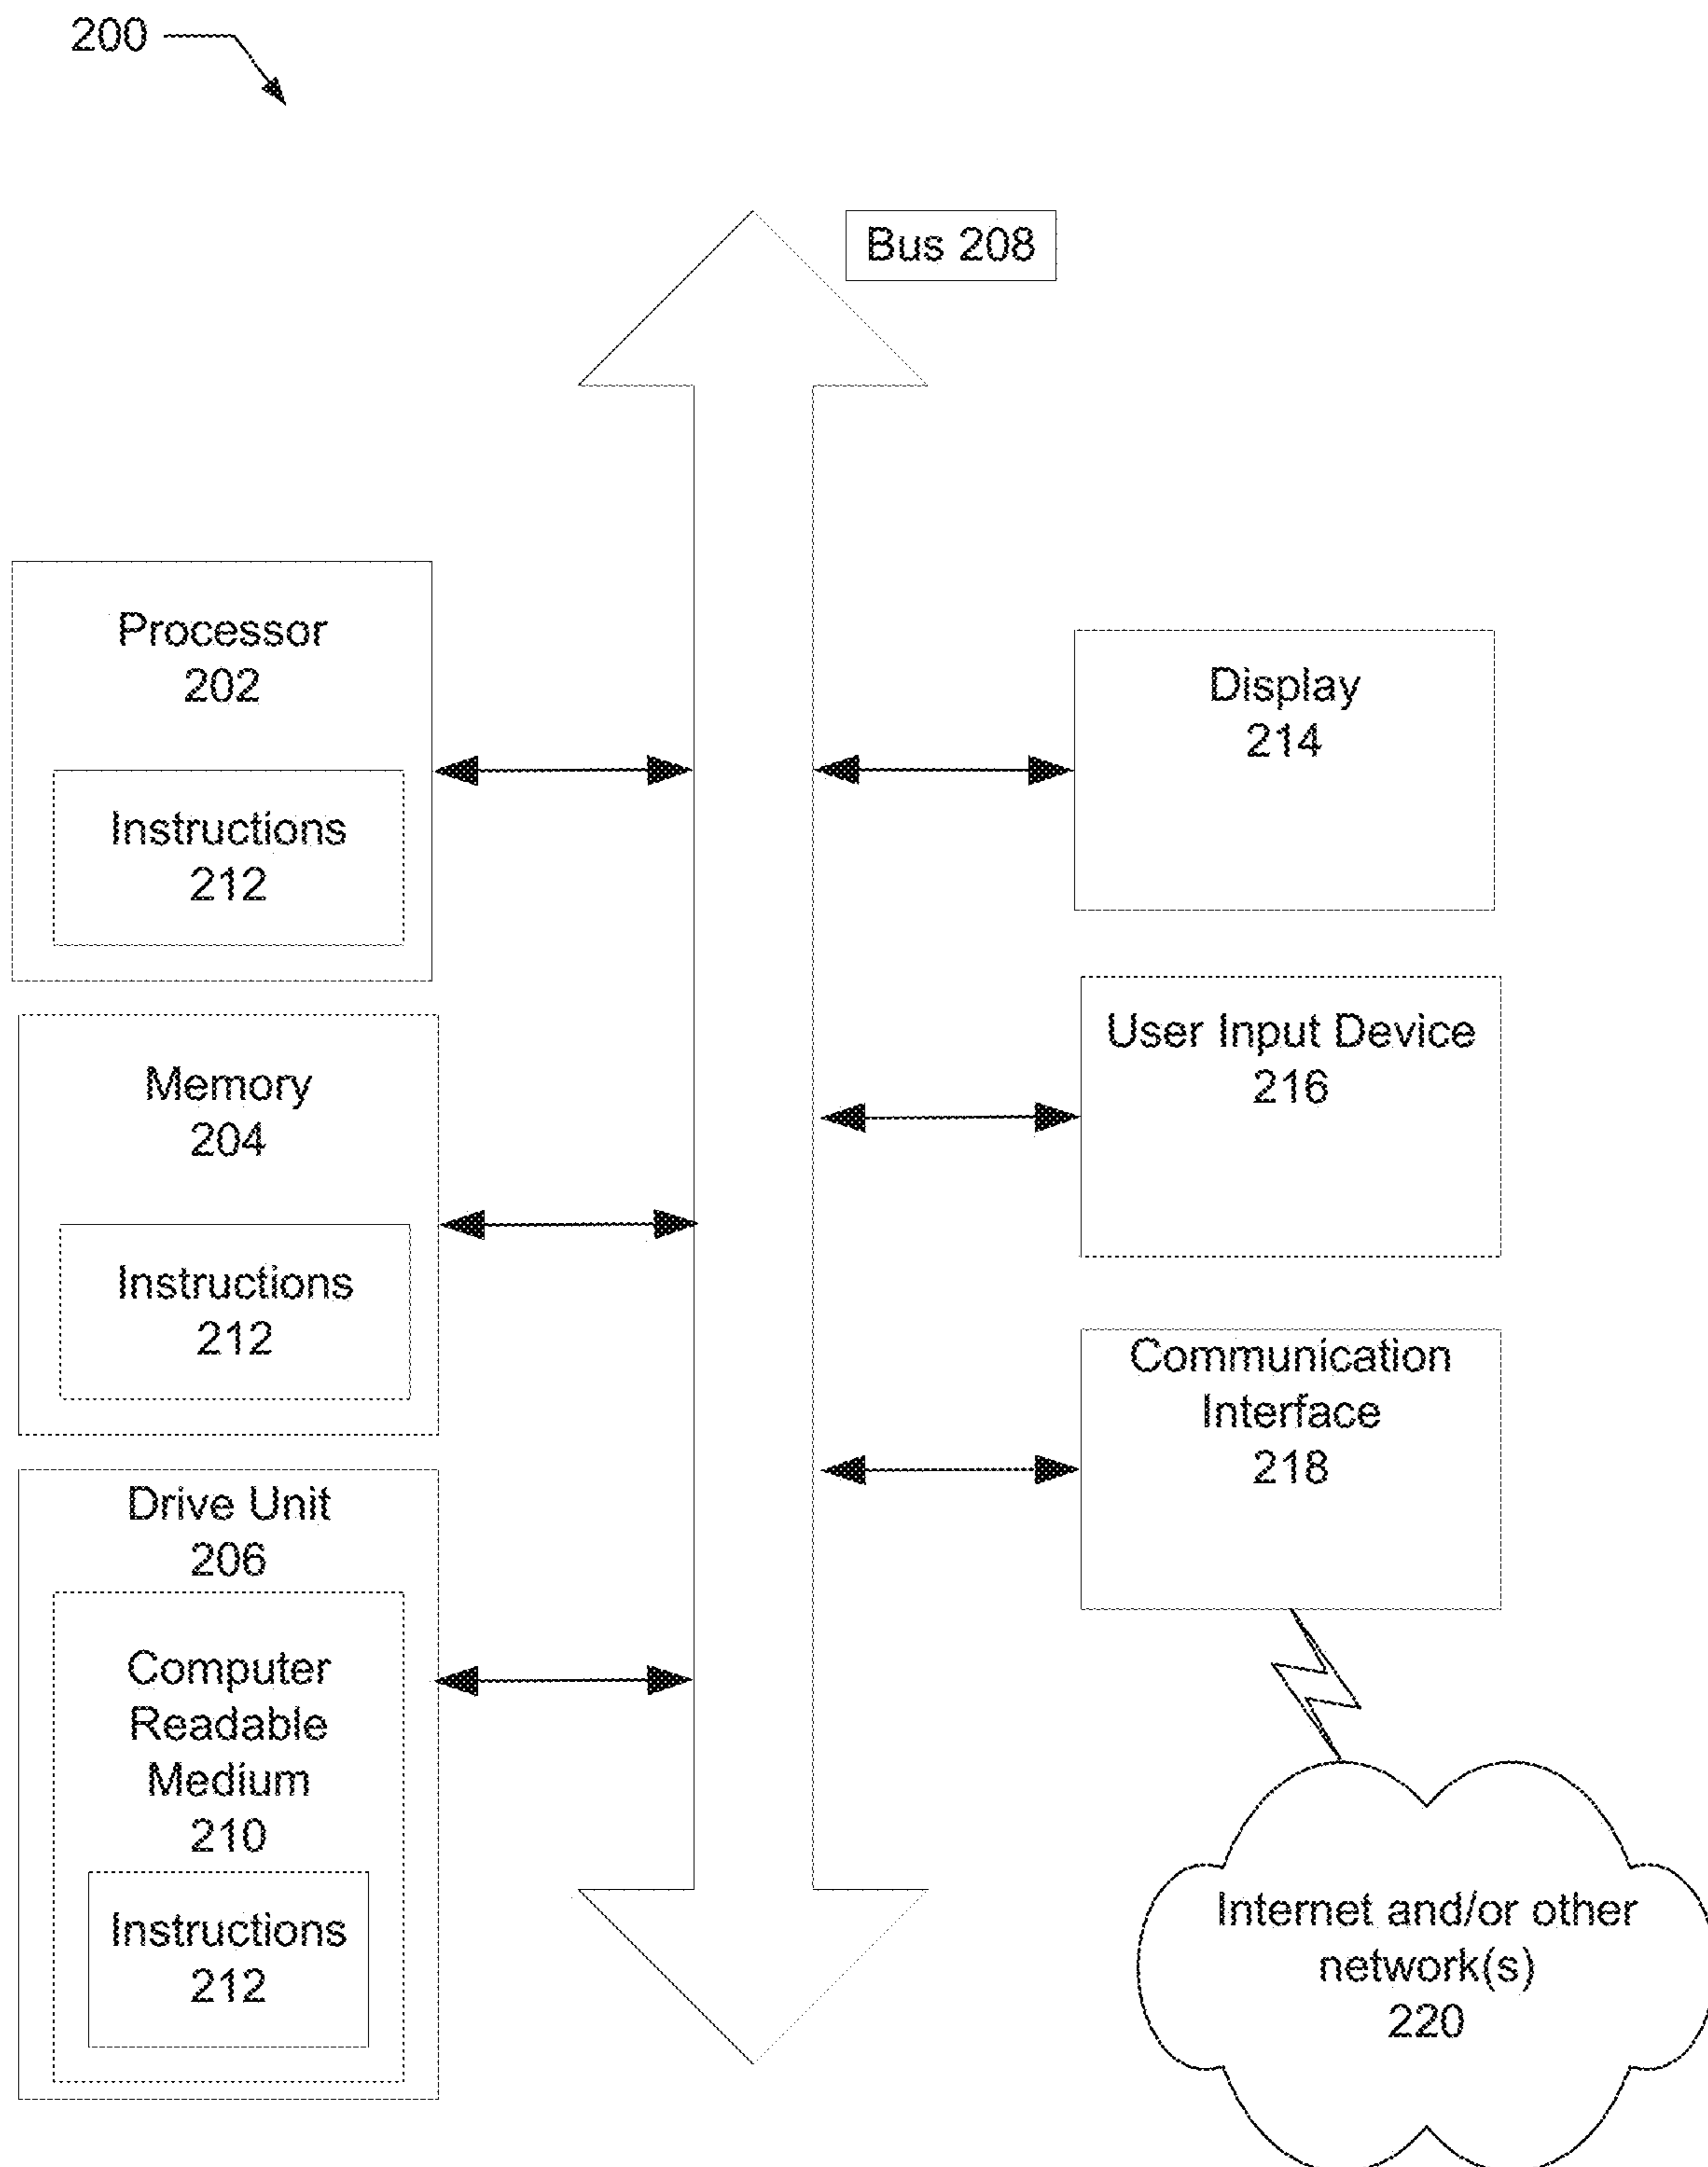 200
Bus 208
Processor
202
Instructions
212
Memory
204
Instructions
212
Drive Unit
206
Computer
Readable
Medium
210
Instructions
212
Display
214
User Input Device
216
Communication
Interface
218
Internet and/or other
network(s)
220